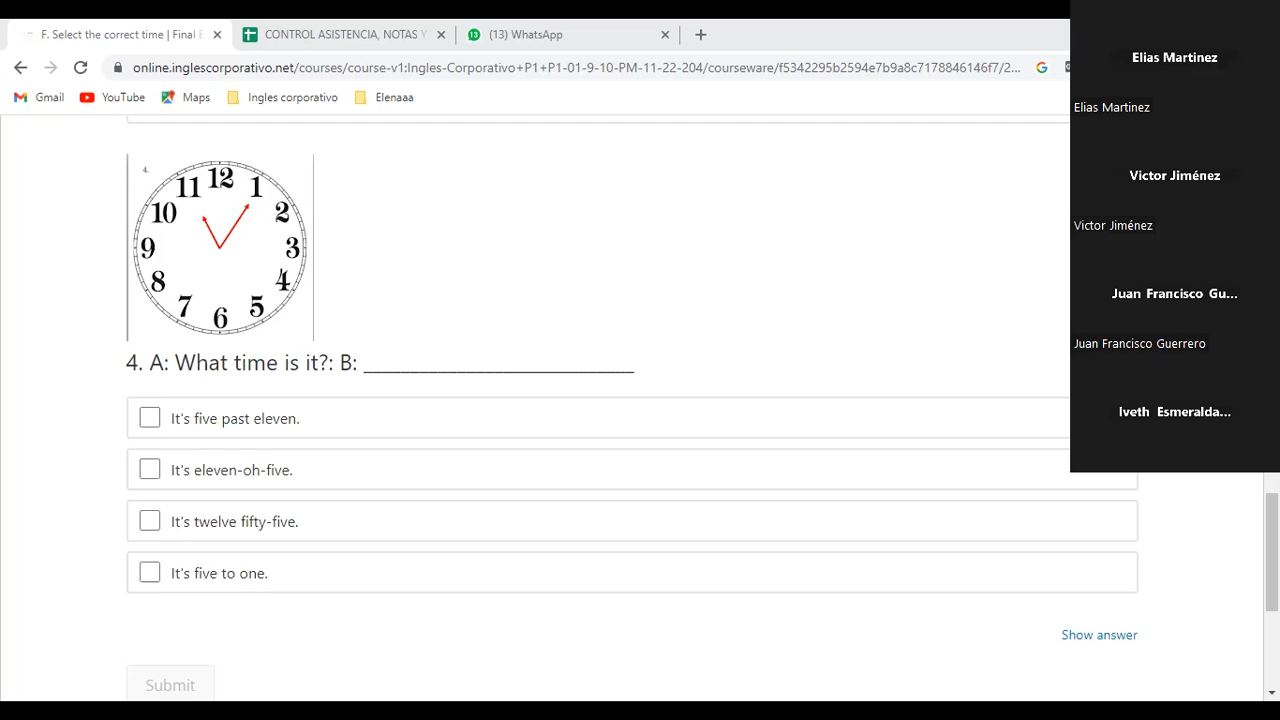 F. Select the correct time | Final E
CONTROL ASISTENCIA, NOTAS Y
13
(13) WhatsApp
online.inglescorporativo.net/courses/course-v1:Ingles-Corporativo+P1+P1-01-9-10-PM-11-22-204/courseware/f5342295b2594e7b9a8c7178846146f7/2...
Gmail
YouTube
Maps
Ingles corporativo
Elenaaa
4.
12
11
1
10
2
9
3
8
4
7
5
6
4. A: What time is it?: B: ___________________________
It's five past eleven.
It's eleven-oh-five.
It's twelve fifty-five.
It's five to one.
Show answer
Submit
Elias Martinez
Elias Martinez
Victor Jiménez
Victor Jiménez
Juan Francisco Gu...
Juan Francisco Guerrero
Iveth Esmeralda...